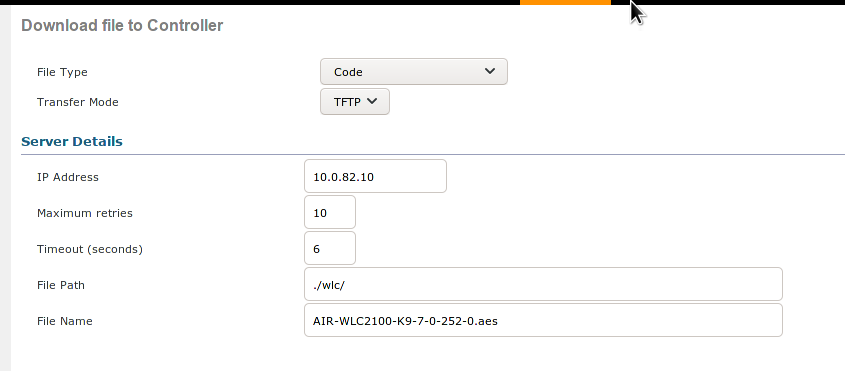 Download file to Controller
File Type Code
Transfer Mode TFTP
Server Details
IP Address 10.0.82.10
Maximum retries 10
Timeout (seconds) 6
File Path ./wlc/
File Name AIR-WLC2100-K9-7-0-252-0.aes